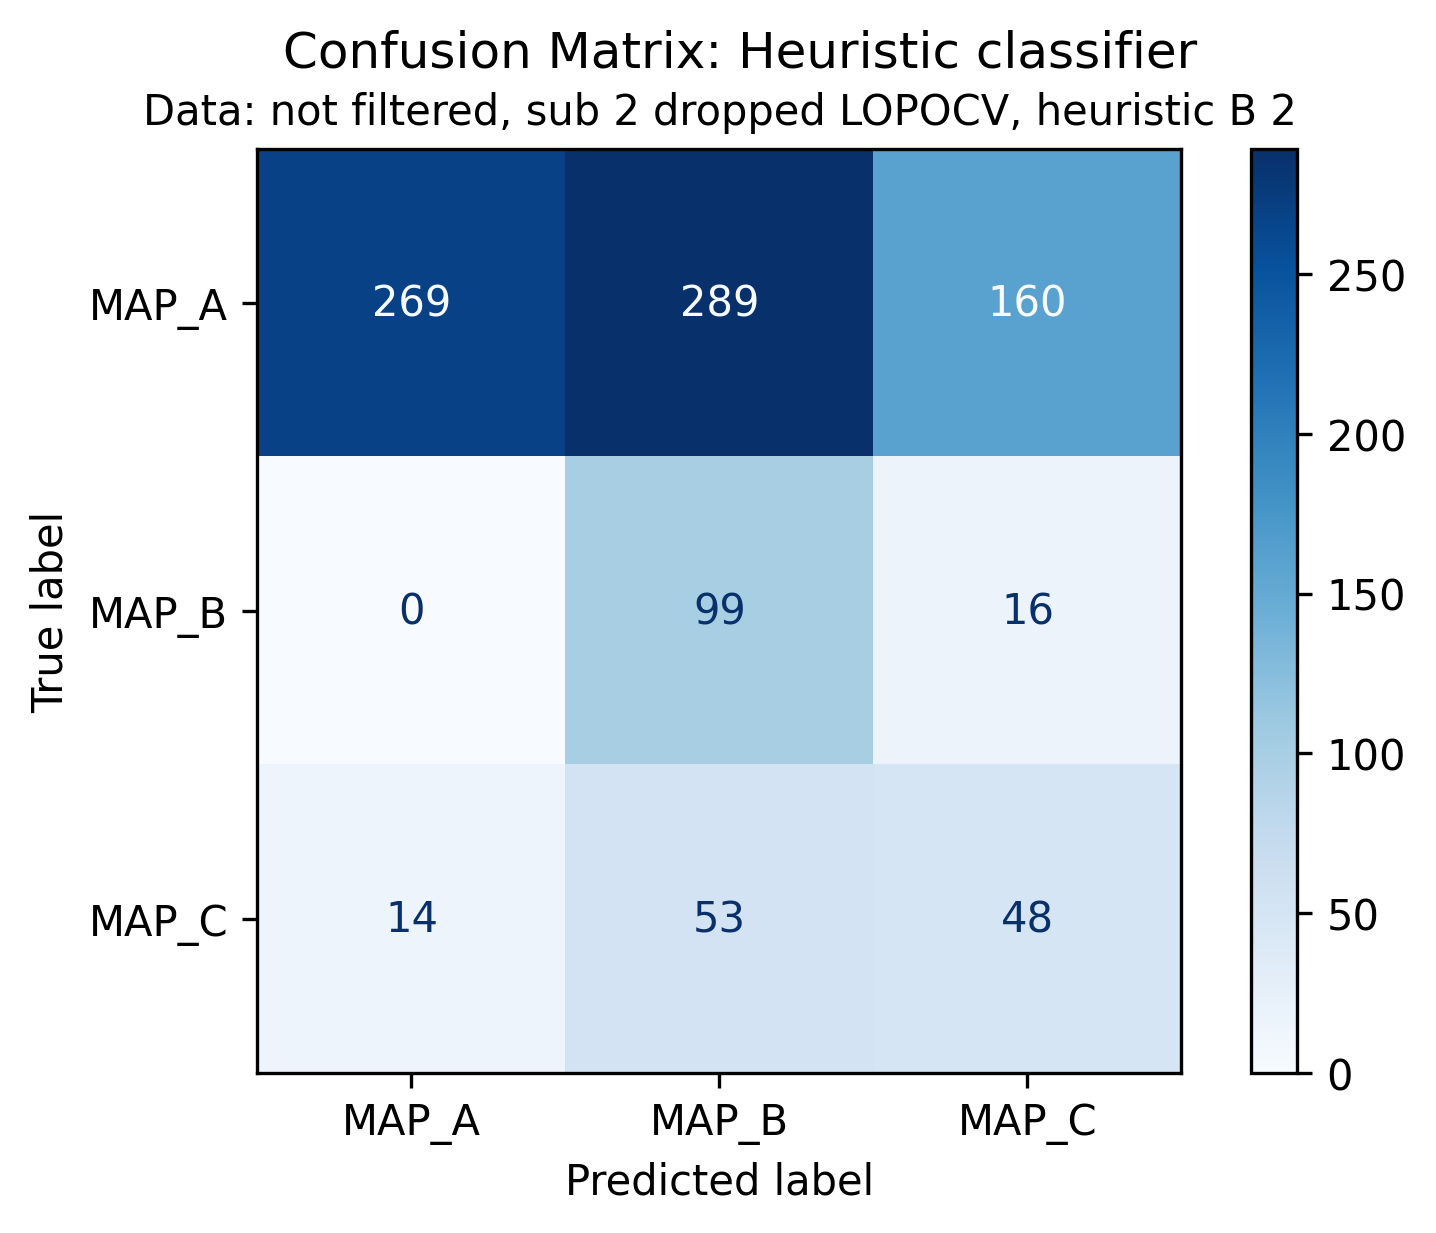 Confusion Matrix: Heuristic classifier
Data: not filtered, sub 2 dropped LOPOCV, heuristic B 2
True label
MAP_A
269
289
160
MAP_B
0
99
16
MAP_C
14
53
48
MAP_A
MAP_B
MAP_C
Predicted label
250
200
150
100
50
0